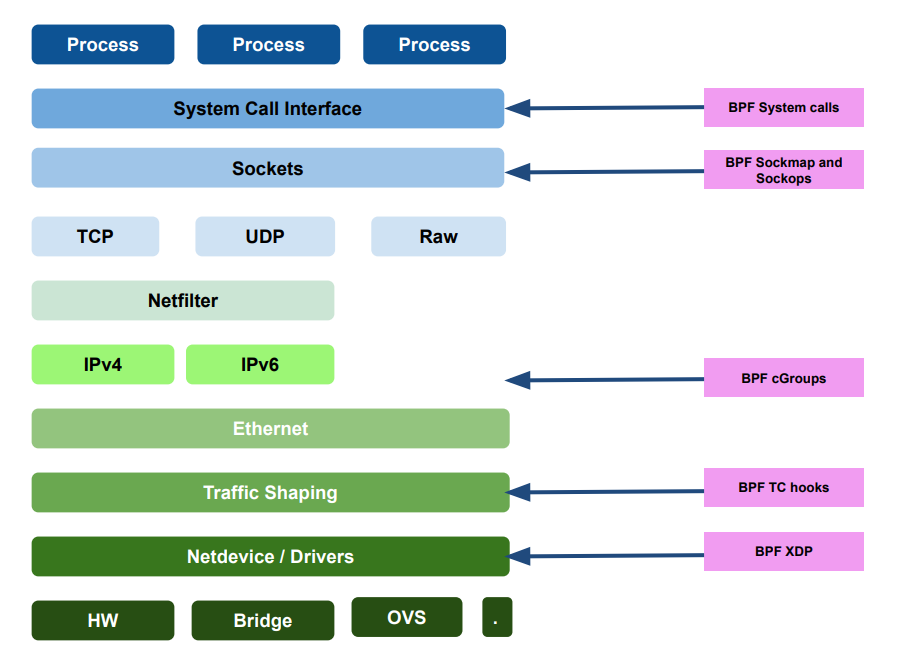 Process
Process
Process
System Call Interface
BPF System calls
Sockets
BPF Sockmap and
Sockops
TCP
UDP
Raw
Netfilter
IPv4
IPv6
BPF cGroups
Ethernet
Traffic Shaping
BPF TC hooks
Netdevice / Drivers
BPF XDP
HW
Bridge
OVS
.